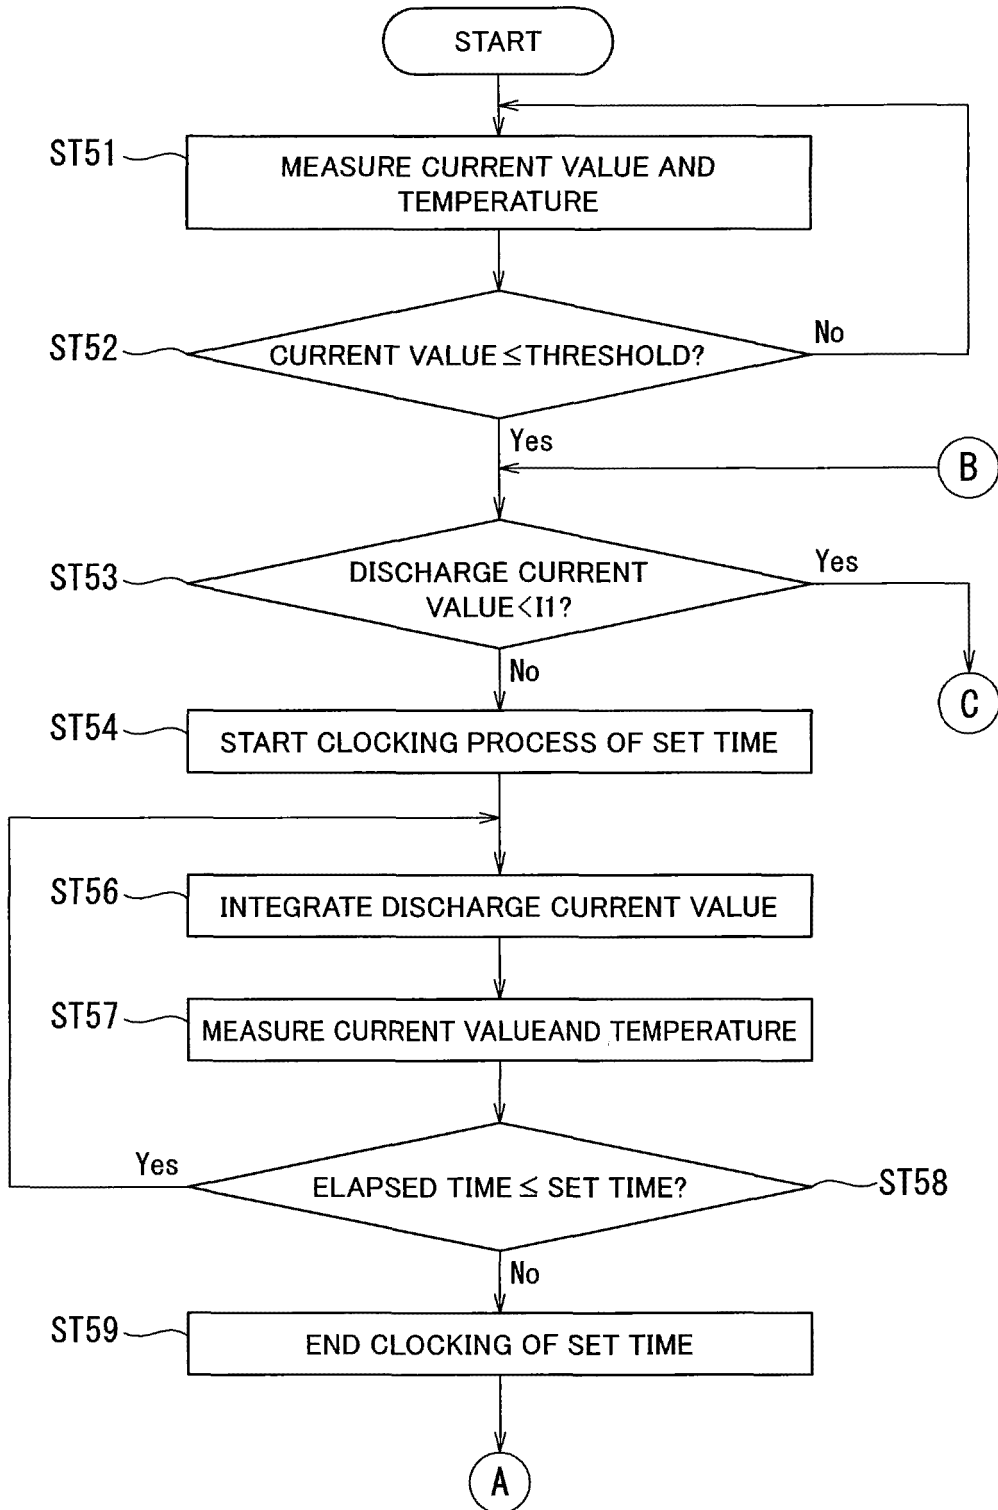 START
ST51
MEASURE CURRENT VALUE AND
TEMPERATURE
ST52
CURRENT VALUE≤THRESHOLD?
No
Yes
B
ST53
DISCHARGE CURRENT
VALUE<I1?
Yes
No
C
ST54
START CLOCKING PROCESS OF SET TIME
ST56
INTEGRATE DISCHARGE CURRENT VALUE
ST57
MEASURE CURRENT VALUEAND TEMPERATURE
Yes
ELAPSED TIME≤ SET TIME?
ST58
No
ST59
END CLOCKING OF SET TIME
A